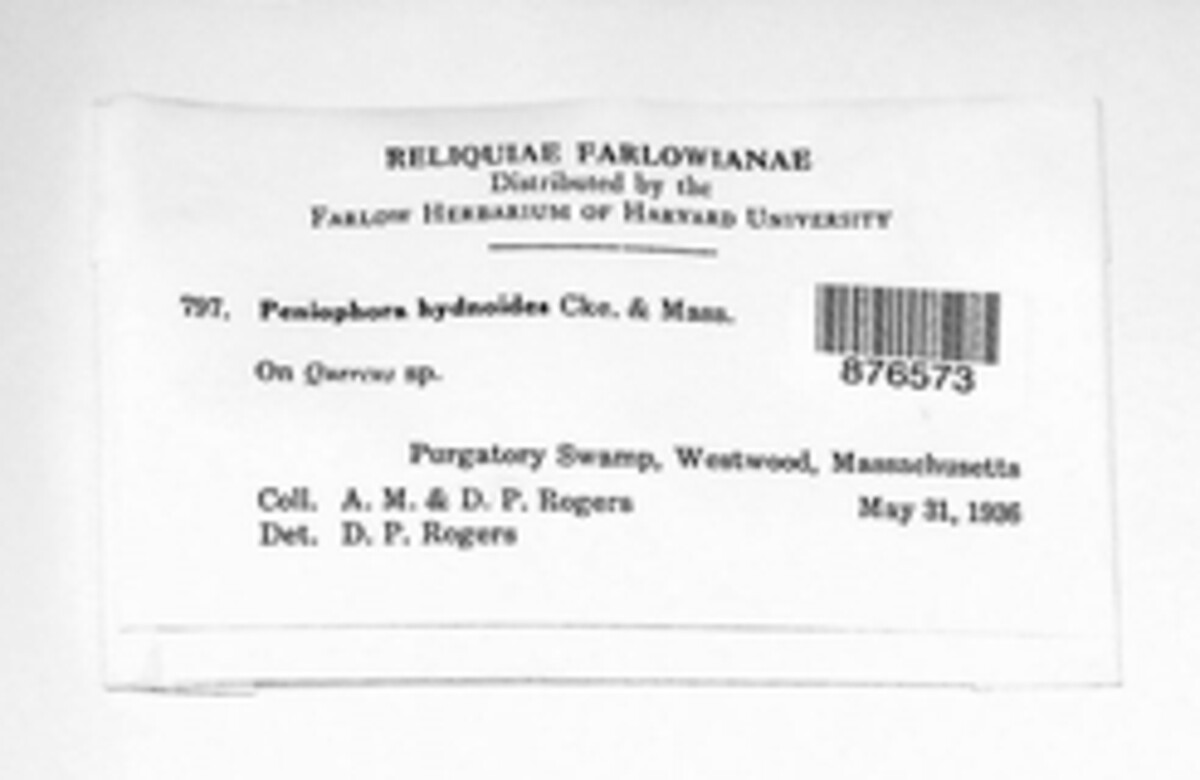 RELIQUIAE FARLOWIANAE
Distributed by the
FARLOW HERBARIUM OF HARVARD UNIVERSITY
797. Peniophora hydnoides Cke. & Mass.
On Quercus sp.
876573
Purgatory Swamp, Westwood, Massachusetts
Coll. A. M. & D. P. Rogers May 31, 1936
Det. D. P. Rogers